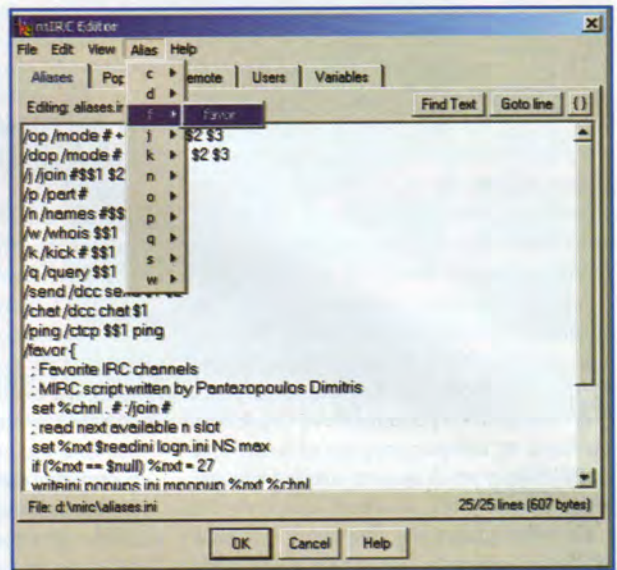 mIRC Editor
File Edit View Alias Help
Aliases Pop emote Users Variables
Editing: aliases.ir Find Text Goto line {}
c
d
f favor
j
k
n
o
p
q
s
w
/op /mode # + $2 $3
/dop /mode # $2 $3
/j /join #$$1 $2
/p /part #
/n /names #$$
/w /whois $$1
/k /kick # $$1
/q /query $$1
/send /dcc se
/chat /dcc chat $1
/ping /ctcp $$1 ping
/favor {
; Favorite IRC channels
; MIRC script written by Pantazopoulos Dimitris
set %chnl . # :/join #
; read next available n slot
set %nxt $readini logn.ini NS max
if (%nxt == $null) %nxt = 27
writeini popups.ini mpopup %nxt %chnl
File: d:\mirc\aliases.ini 25/25 lines (607 bytes)
OK Cancel Help